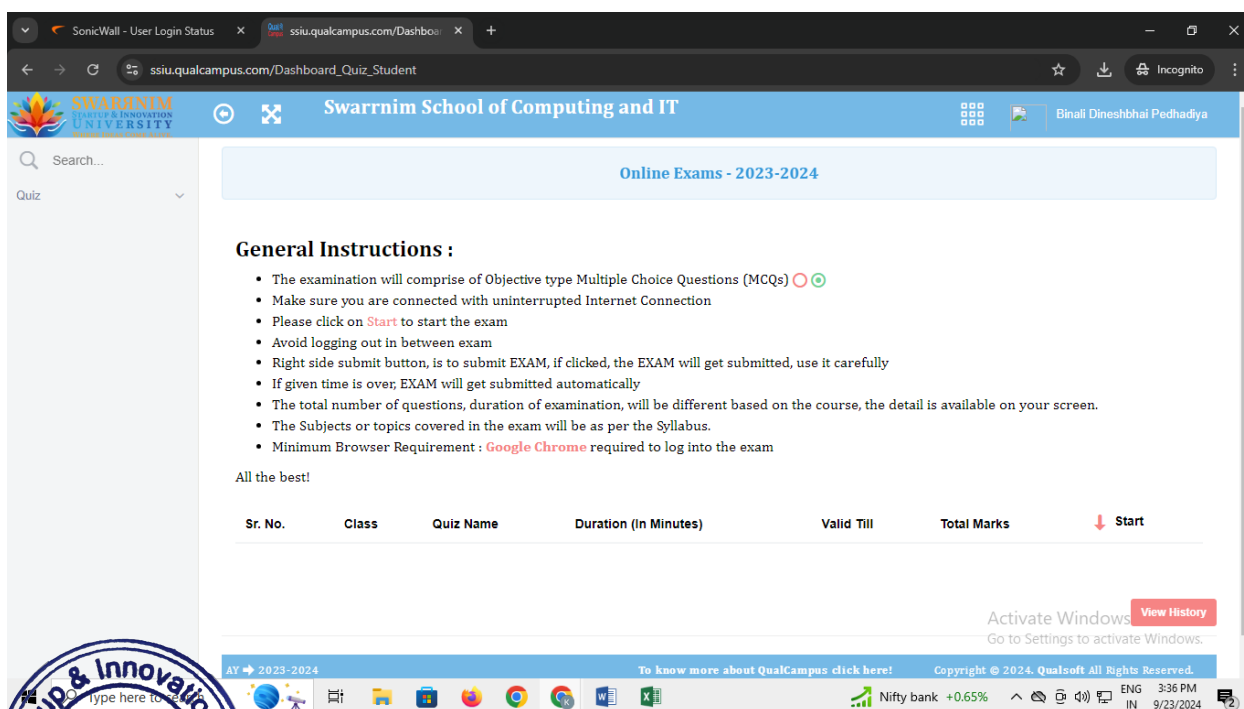 SonicWall - User Login Status
ssiu.qualcampus.com/Dashboar
ssiu.qualcampus.com/Dashboard_Quiz_Student
Incognito
SWARRNIM
STARTUP & INNOVATION
UNIVERSITY
Swarrnim School of Computing and IT
Binali Dineshbhai Pedhadiya
Search...
Quiz
Online Exams - 2023-2024
General Instructions :
• The examination will comprise of Objective type Multiple Choice Questions (MCQs)
• Make sure you are connected with uninterrupted Internet Connection
• Please click on Start to start the exam
• Avoid logging out in between exam
• Right side submit button, is to submit EXAM, if clicked, the EXAM will get submitted, use it carefully
• If given time is over, EXAM will get submitted automatically
• The total number of questions, duration of examination, will be different based on the course, the detail is available on your screen.
• The Subjects or topics covered in the exam will be as per the Syllabus.
• Minimum Browser Requirement : Google Chrome required to log into the exam
All the best!
Sr. No. Class Quiz Name Duration (In Minutes) Valid Till Total Marks Start
View History
Activate Windows
Go to Settings to activate Windows.
AY ➔ 2023-2024 To know more about QualCampus click here! Copyright © 2024. Qualsoft All Rights Reserved.
& Innova
Type here to search
Nifty bank +0.65%
ENG
IN
3:36 PM
9/23/2024
2